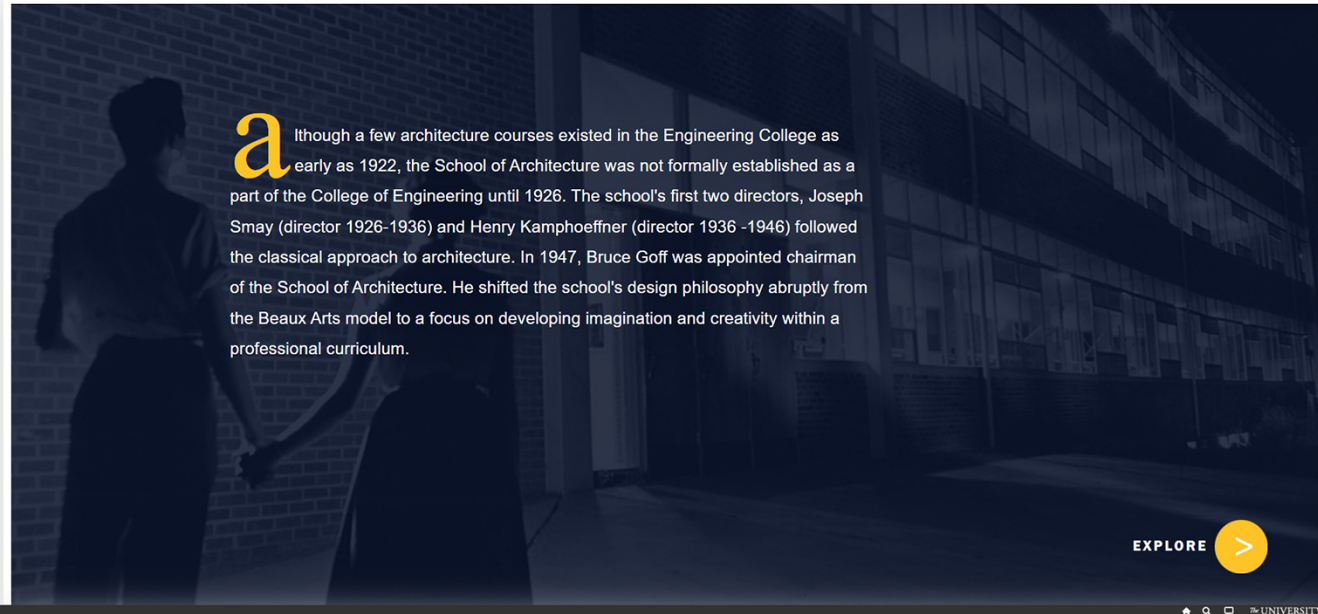 although a few architecture courses existed in the Engineering College as
early as 1922, the School of Architecture was not formally established as a
part of the College of Engineering until 1926. The school's first two directors, Joseph
Smay (director 1926-1936) and Henry Kamphoeffner (director 1936 -1946) followed
the classical approach to architecture. In 1947, Bruce Goff was appointed chairman
of the School of Architecture. He shifted the school's design philosophy abruptly from
the Beaux Arts model to a focus on developing imagination and creativity within a
professional curriculum.
EXPLORE >
The UNIVERSITY